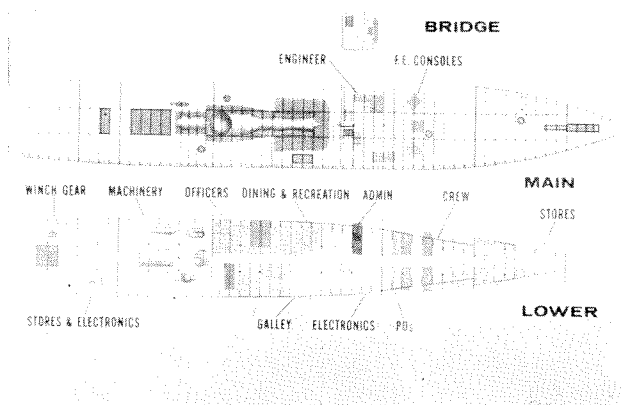 BRIDGE
ENGINEER
F.E. CONSOLES
MAIN
WINCH GEAR
MACHINERY
OFFICERS
DINING & RECREATION
ADMIN
CREW
STORES
STORES & ELECTRONICS
GALLEY
ELECTRONICS
POs
LOWER